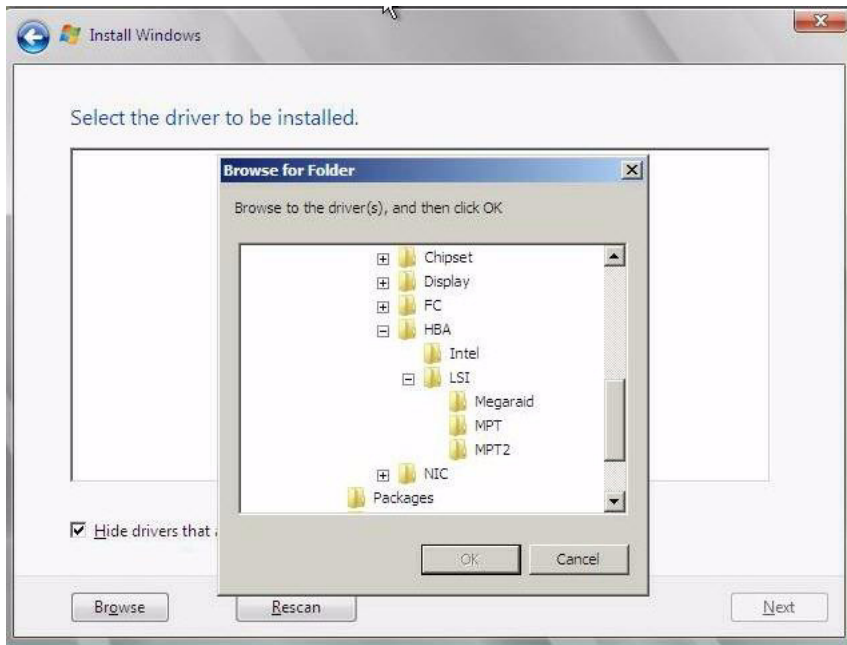 Install Windows
Select the driver to be installed.
Browse for Folder
Browse to the driver(s), and then click OK
Chipset
Display
FC
HBA
Intel
LSI
Megaraid
MPT
MPT2
NIC
Packages
Hide drivers that
OK
Cancel
Browse
Rescan
Next